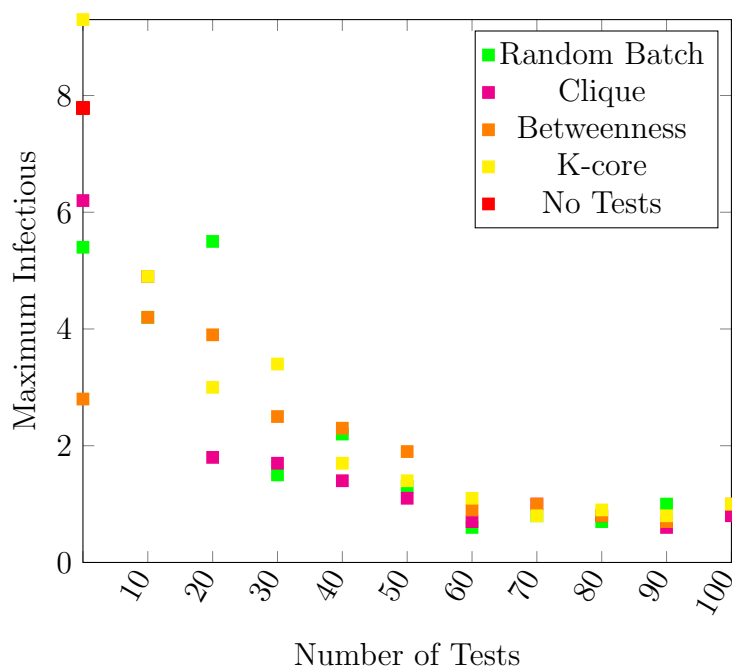 Random Batch
Clique
Betweenness
K-core
No Tests
Maximum Infectious
8
6
4
2
0
10 20 30 40 50 60 70 80 90 100
Number of Tests